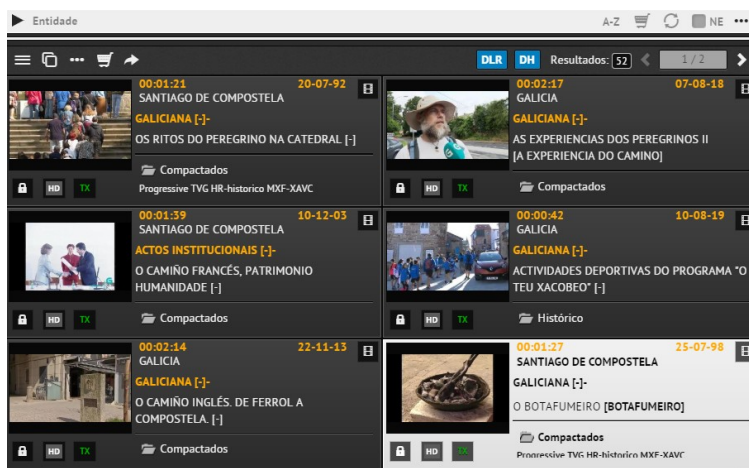 Entidade
A-Z
NE
DLR DH Resultados: 52 1 / 2
00:01:21 20-07-92
SANTIAGO DE COMPOSTELA
GALICIANA [-]-
OS RITOS DO PEREGRINO NA CATEDRAL [-]
Compactados
HD TX Progressive TVG HR-historico MXF-XAVC
00:02:17 07-08-18
GALICIA
GALICIANA [-]-
AS EXPERIENCIAS DOS PEREGRINOS II
[A EXPERIENCIA DO CAMINO]
HD TX Compactados
00:01:39 10-12-03
SANTIAGO DE COMPOSTELA
ACTOS INSTITUCIONAIS [-]-
O CAMIÑO FRANCÉS, PATRIMONIO
HUMANIDADE [-]
HD TX Compactados
00:00:42 10-08-19
GALICIA
GALICIANA [-]-
ACTIVIDADES DEPORTIVAS DO PROGRAMA "O
TEU XACOBEO" [-]
HD TX Histórico
00:02:14 22-11-13
GALICIA
GALICIANA [-]-
O CAMIÑO INGLÉS. DE FERROL A
COMPOSTELA. [-]
HD TX Compactados
00:01:27 25-07-98
SANTIAGO DE COMPOSTELA
GALICIANA [-]-
O BOTAFUMEIRO [BOTAFUMEIRO]
Compactados
HD TX Progressive TVG HR-historico MXF-XAVC